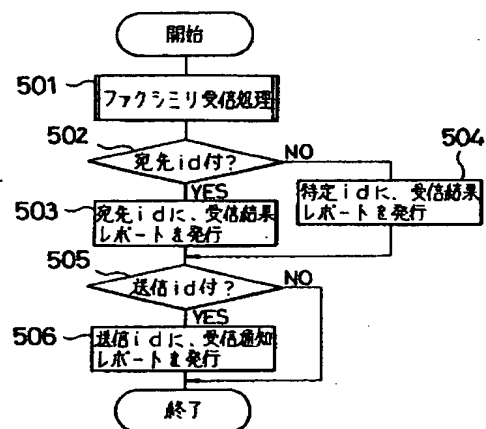 開始
501
ファクシミリ受信処理
502
宛先id付?
NO
504
YES
503
宛先idに、受信結果
レポートを発行
特定idに、受信結果
レポートを発行
505
送信id付?
NO
YES
506
送信idに、受信通知
レポートを発行
終了